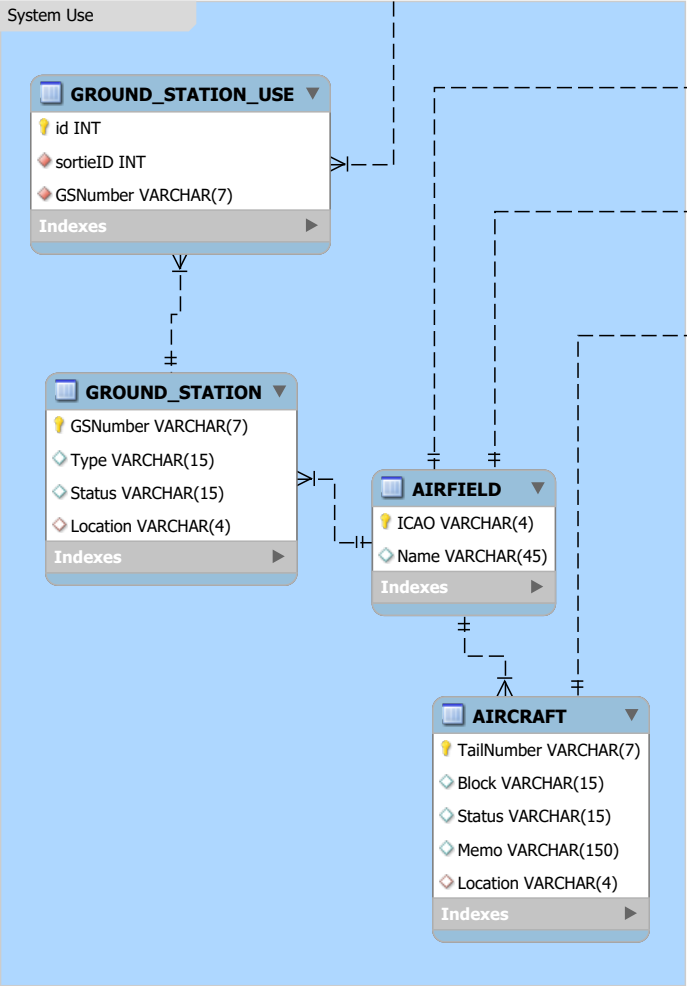 System Use
GROUND_STATION_USE
id INT
sortieID INT
GSNumber VARCHAR(7)
Indexes
GROUND_STATION
GSNumber VARCHAR(7)
Type VARCHAR(15)
Status VARCHAR(15)
Location VARCHAR(4)
Indexes
AIRFIELD
ICAO VARCHAR(4)
Name VARCHAR(45)
Indexes
AIRCRAFT
TailNumber VARCHAR(7)
Block VARCHAR(15)
Status VARCHAR(15)
Memo VARCHAR(150)
Location VARCHAR(4)
Indexes